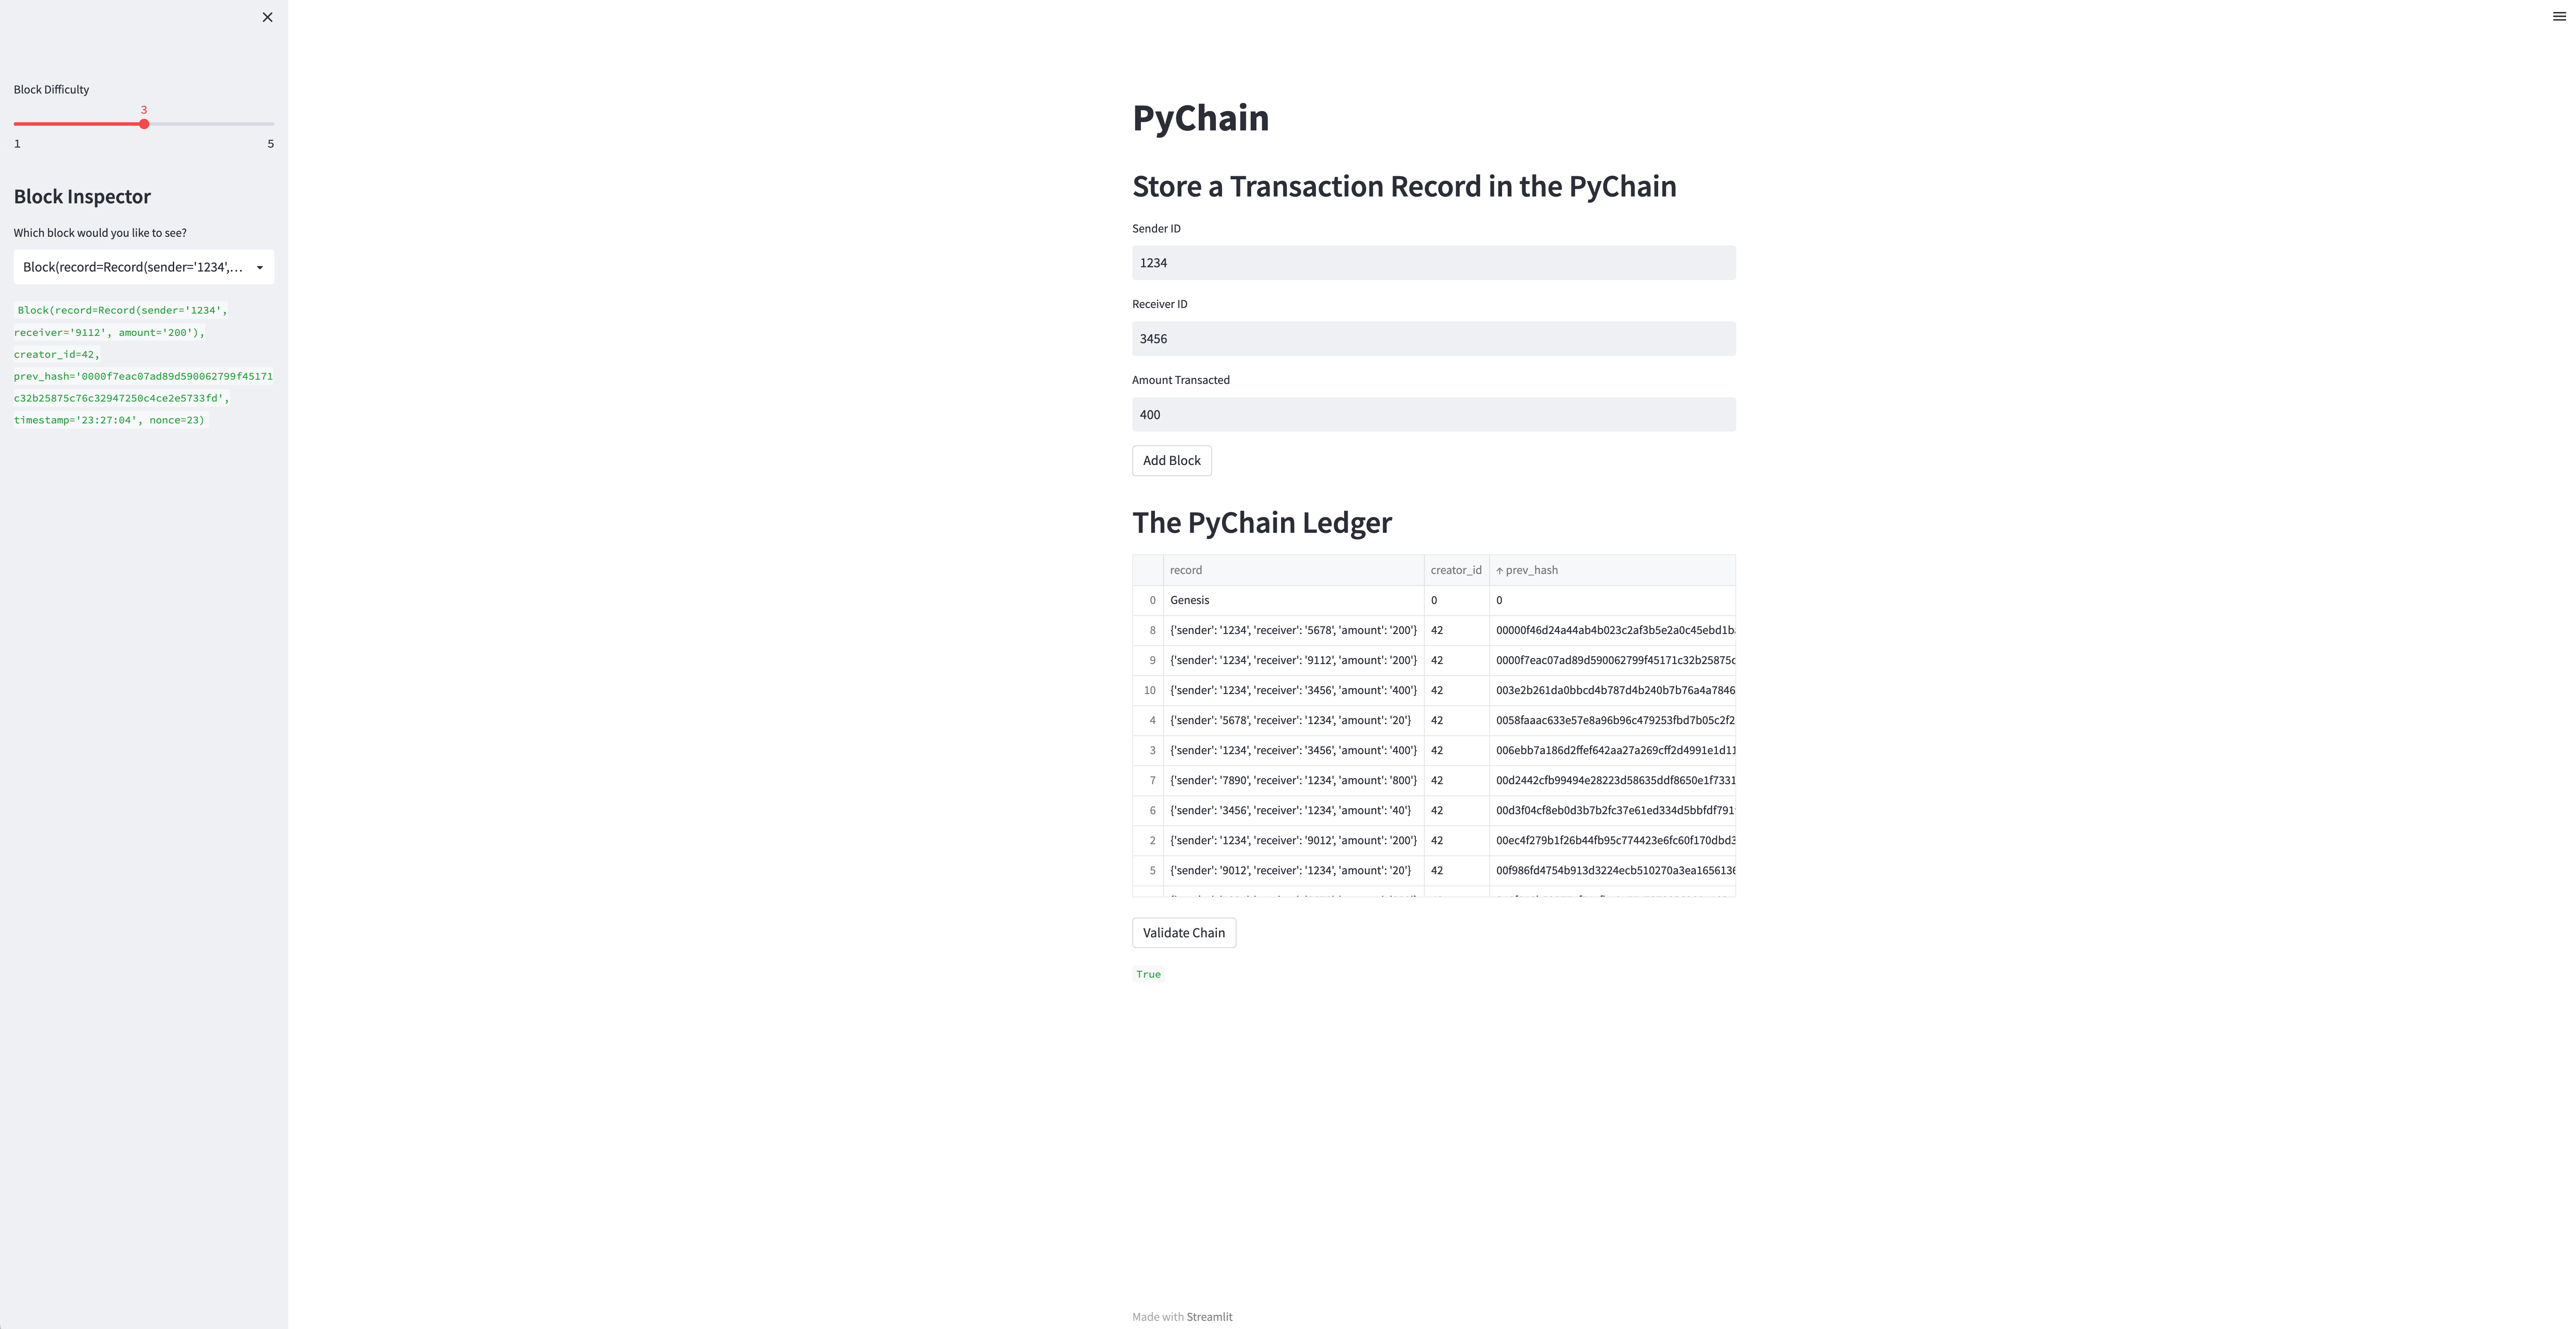 Block Difficulty
3
1 5
Block Inspector
Which block would you like to see?
Block(record=Record(sender='1234',...
Block(record=Record(sender='1234',
receiver='9112', amount='200'),
creator_id=42,
prev_hash='0000f7eac07ad89d590062799f45171
c32b25875c76c32947250c4ce2e5733fd',
timestamp='23:27:04', nonce=23)
PyChain
Store a Transaction Record in the PyChain
Sender ID
1234
Receiver ID
3456
Amount Transacted
400
Add Block
The PyChain Ledger
record creator_id ↑ prev_hash
0 Genesis 0 0
8 {'sender': '1234', 'receiver': '5678', 'amount': '200'} 42 00000f46d24a44ab4b023c2af3b5e2a0c45ebd1b
9 {'sender': '1234', 'receiver': '9112', 'amount': '200'} 42 0000f7eac07ad89d590062799f45171c32b25875c
10 {'sender': '1234', 'receiver': '3456', 'amount': '400'} 42 003e2b261da0bbcd4b787d4b240b7b76a4a7846
4 {'sender': '5678', 'receiver': '1234', 'amount': '20'} 42 0058faaac633e57e8a96b96c479253fbd7b05c2f2
3 {'sender': '1234', 'receiver': '3456', 'amount': '400'} 42 006ebb7a186d2ffef642aa27a269cff2d4991e1d11
7 {'sender': '7890', 'receiver': '1234', 'amount': '800'} 42 00d2442cfb99494e28223d58635ddf8650e1f7331
6 {'sender': '3456', 'receiver': '1234', 'amount': '40'} 42 00d3f04cf8eb0d3b7b2fc37e61ed334d5bbfdf791
2 {'sender': '1234', 'receiver': '9012', 'amount': '200'} 42 00ec4f279b1f26b44fb95c774423e6fc60f170dbd3
5 {'sender': '9012', 'receiver': '1234', 'amount': '20'} 42 00f986fd4754b913d3224ecb510270a3ea1656136
Validate Chain
True
Made with Streamlit